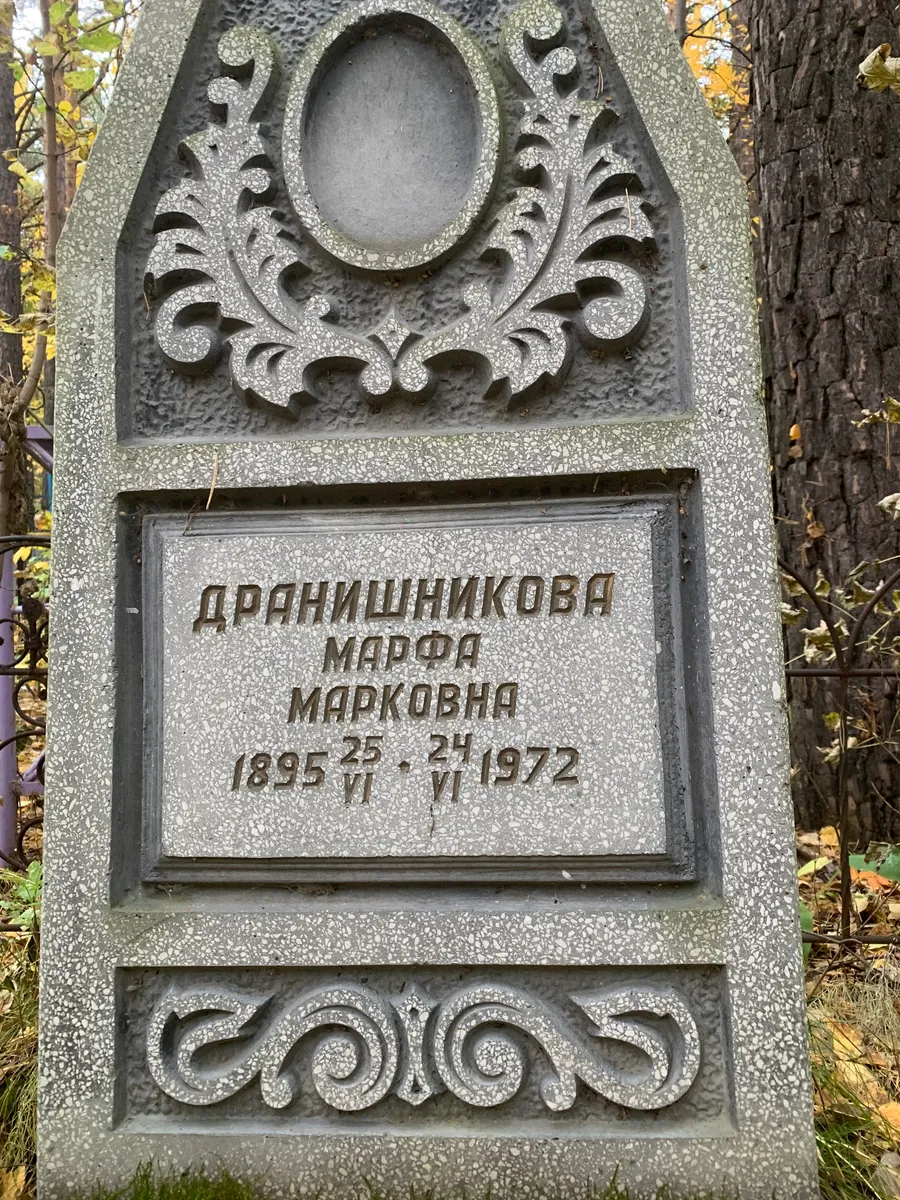 ДРАНИШНИКОВА
МАРФА
МАРКОВНА
1895 25/VI - 24/VI 1972